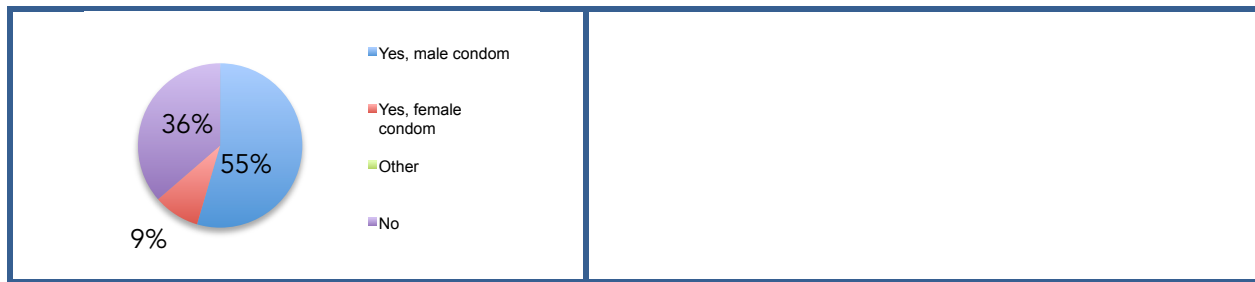 Yes, male condom
36%
Yes, female
condom
55%
Other
No
9%